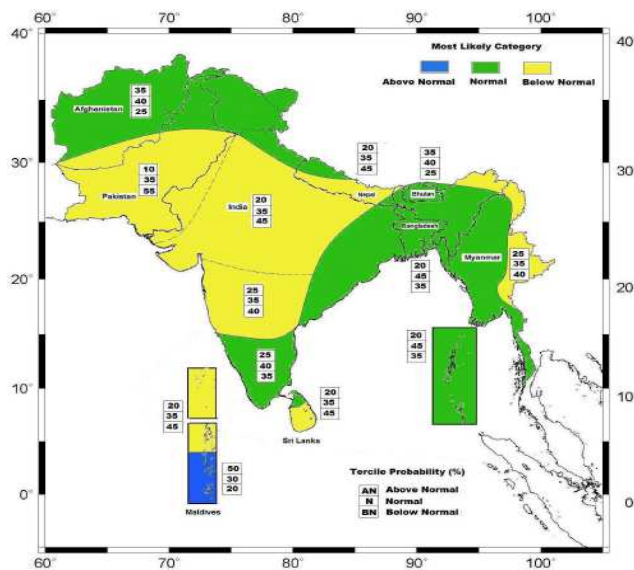 60° 70° 80° 90° 100°
40° 40
Most Likely Category
Above Normal Normal Below Normal
35
40
25
Afghanistan
30° 30
20
35
45
35
40
25
10
35
55
Pakistan
India
20
35
45
Nepal
Bhutan
Bangladesh
Myanmar
25
35
40
20
45
35
20° 20
25
35
40
25
40
35
20
45
35
10° 10
20
35
45
20
35
45
Sri Lanka
50
30
20
Maldives
Tercile Probability (%)
AN Above Normal
N Normal
BN Below Normal
0° 0
60° 70° 80° 90° 100°